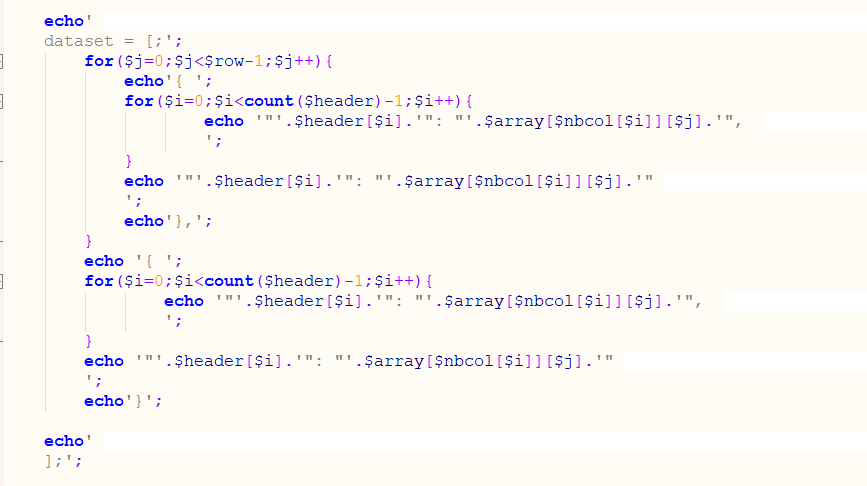 echo'
dataset = [;';
for($j=0;$j<$row-1;$j++){
echo'{ ';
for($i=0;$i<count($header)-1;$i++){
echo '"'.$header[$i].'": "'.$array[$nbcol[$i]][$j].'",
';
}
echo '"'.$header[$i].'": "'.$array[$nbcol[$i]][$j].'"
';
echo'},';
}
echo '{ ';
for($i=0;$i<count($header)-1;$i++){
echo '"'.$header[$i].'": "'.$array[$nbcol[$i]][$j].'",
';
}
echo '"'.$header[$i].'": "'.$array[$nbcol[$i]][$j].'"
';
echo'}';
echo'
];';